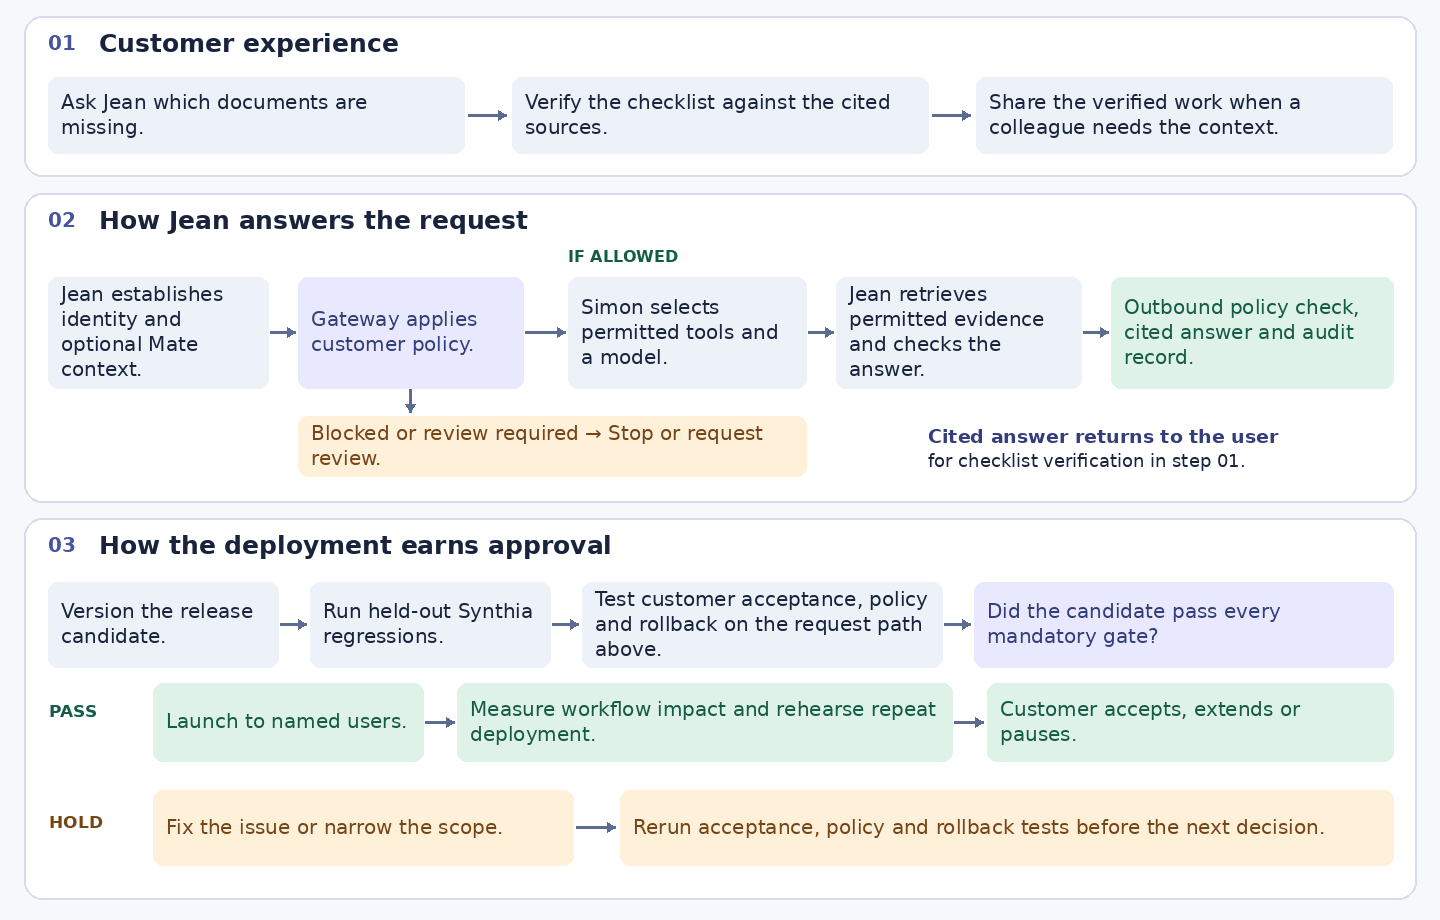 01 Customer experience
Ask Jean which documents are
missing.
Verify the checklist against the cited
sources.
Share the verified work when a
colleague needs the context.
02 How Jean answers the request
IF ALLOWED
Jean establishes
identity and
optional Mate
context.
Gateway applies
customer policy.
Simon selects
permitted tools and
a model.
Jean retrieves
permitted evidence
and checks the
answer.
Outbound policy check,
cited answer and audit
record.
Blocked or review required → Stop or request
review.
Cited answer returns to the user
for checklist verification in step 01.
03 How the deployment earns approval
Version the release
candidate.
Run held-out Synthia
regressions.
Test customer acceptance, policy
and rollback on the request path
above.
Did the candidate pass every
mandatory gate?
PASS
Launch to named users.
Measure workflow impact and rehearse repeat
deployment.
Customer accepts, extends or
pauses.
HOLD
Fix the issue or narrow the scope.
Rerun acceptance, policy and rollback tests before the next decision.